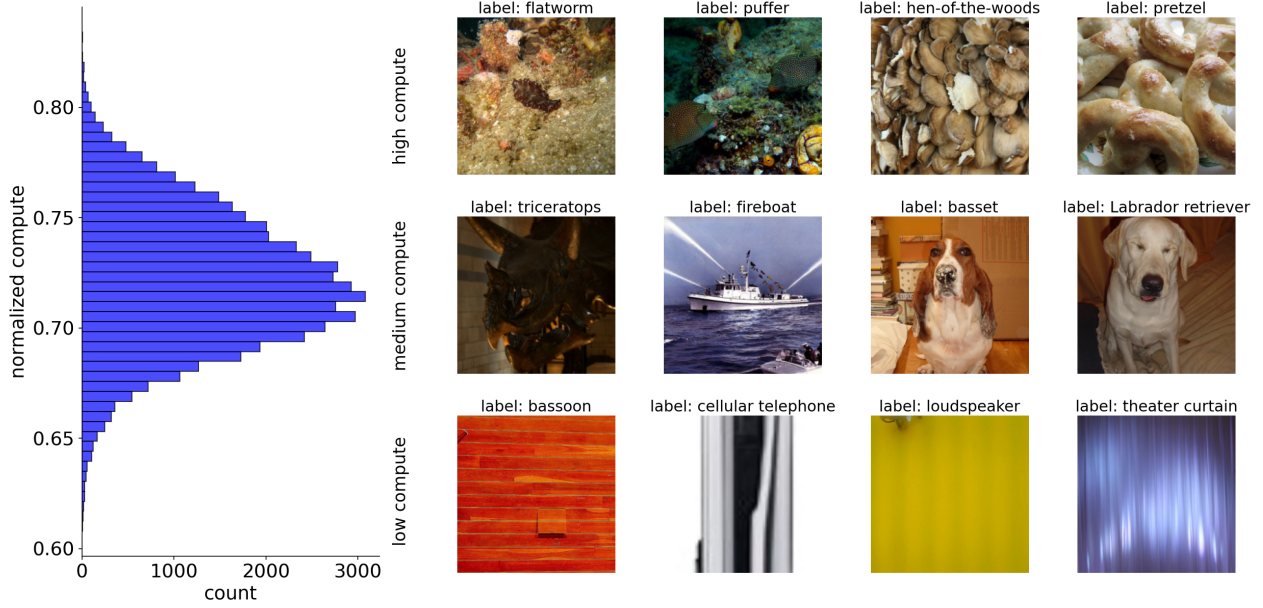 normalized compute
0.80
0.75
0.70
0.65
0.60
0
1000
2000
3000
count
high compute
label: flatworm
label: puffer
label: hen-of-the-woods
label: pretzel
medium compute
label: triceratops
label: fireboat
label: basset
label: Labrador retriever
low compute
label: bassoon
label: cellular telephone
label: loudspeaker
label: theater curtain